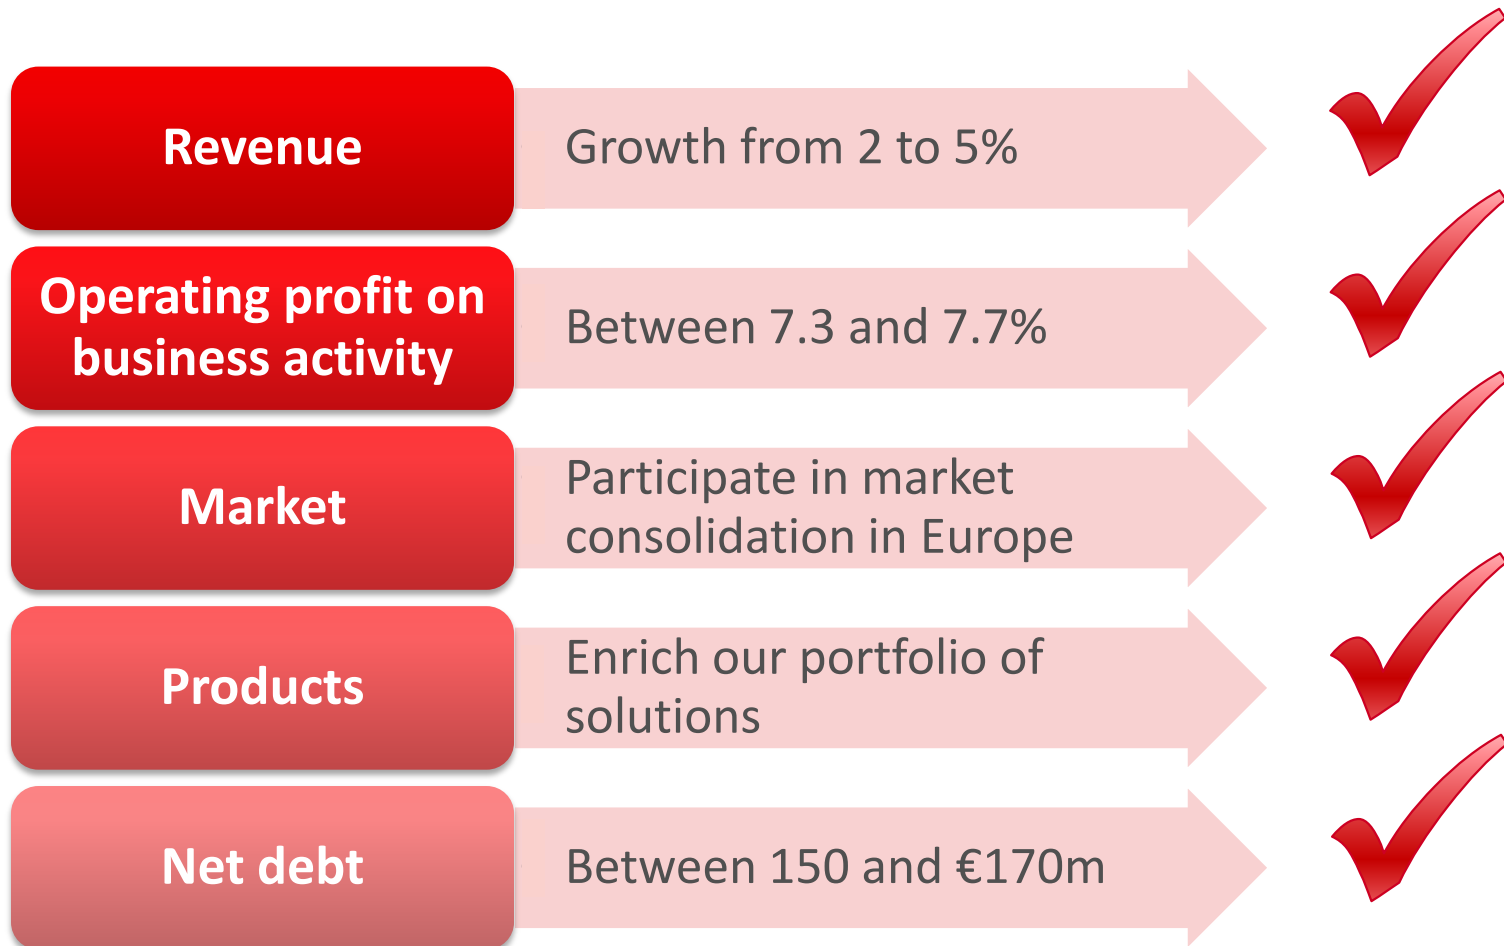 Revenue
Growth from 2 to 5%
Operating profit on
business activity
Between 7.3 and 7.7%
Market
Participate in market
consolidation in Europe
Products
Enrich our portfolio of
solutions
Net debt
Between 150 and €170m